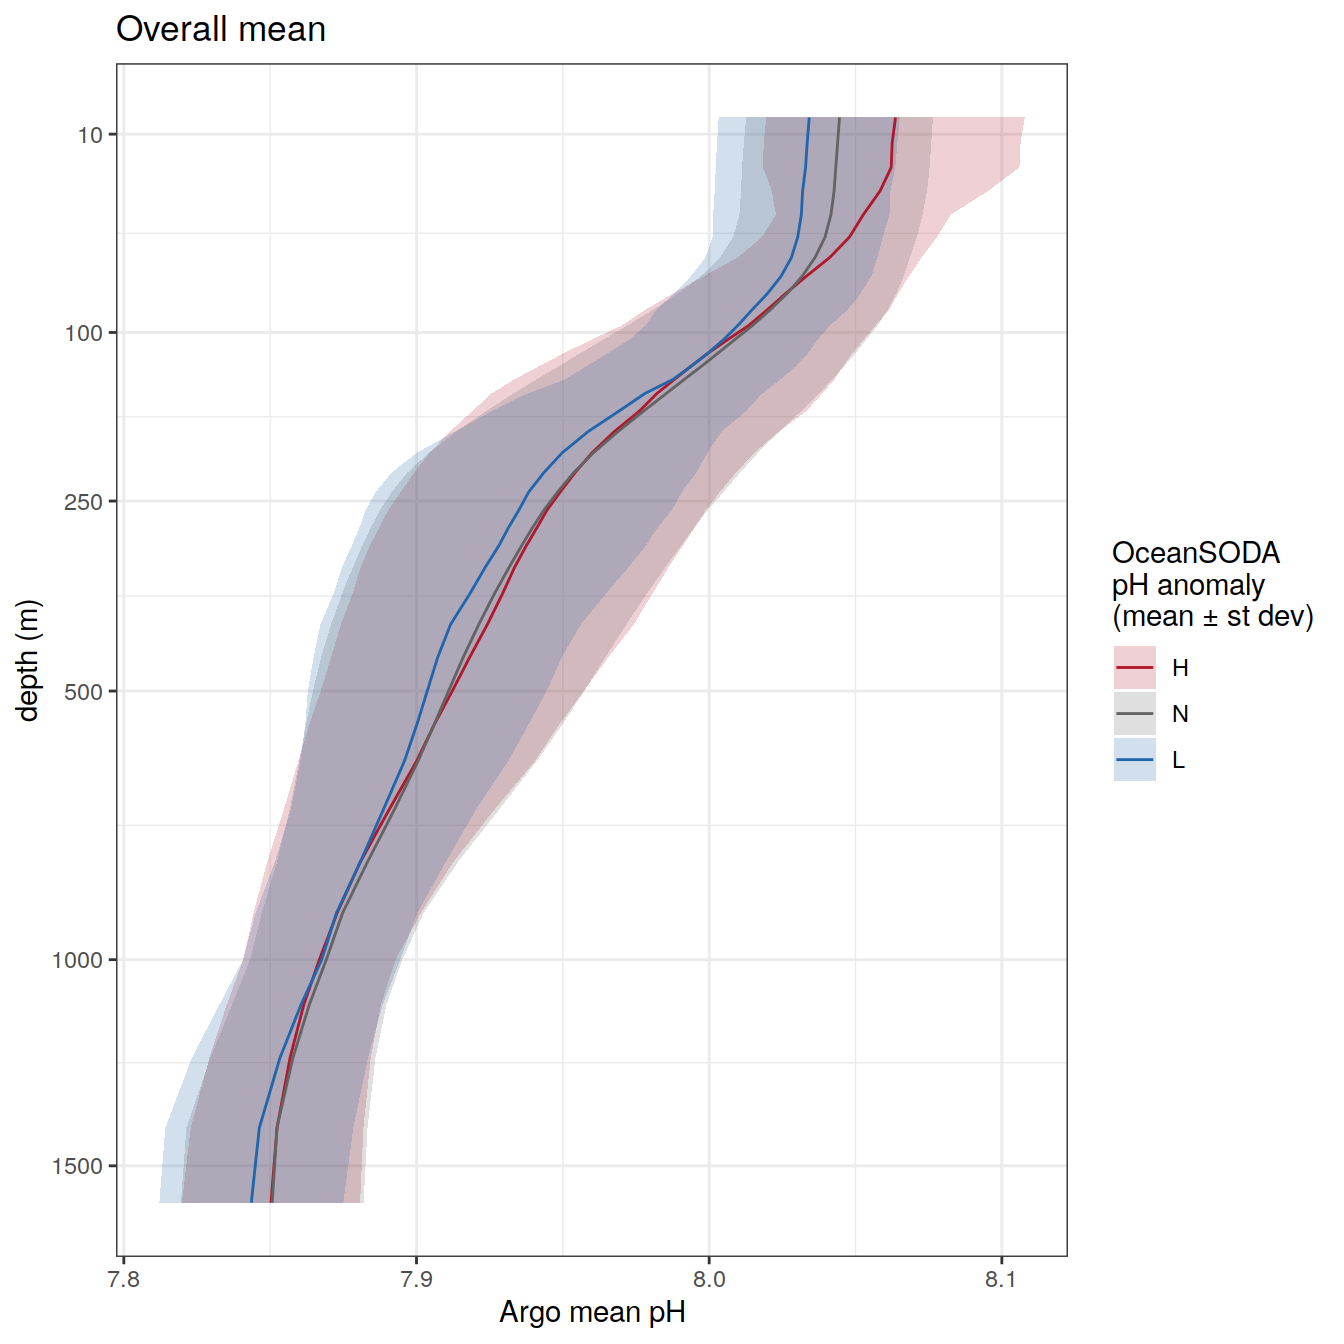 Overall mean
10
100
250
500
1000
1500
depth (m)
7.8
7.9
8.0
8.1
Argo mean pH
OceanSODA
pH anomaly
(mean ± st dev)
H
N
L